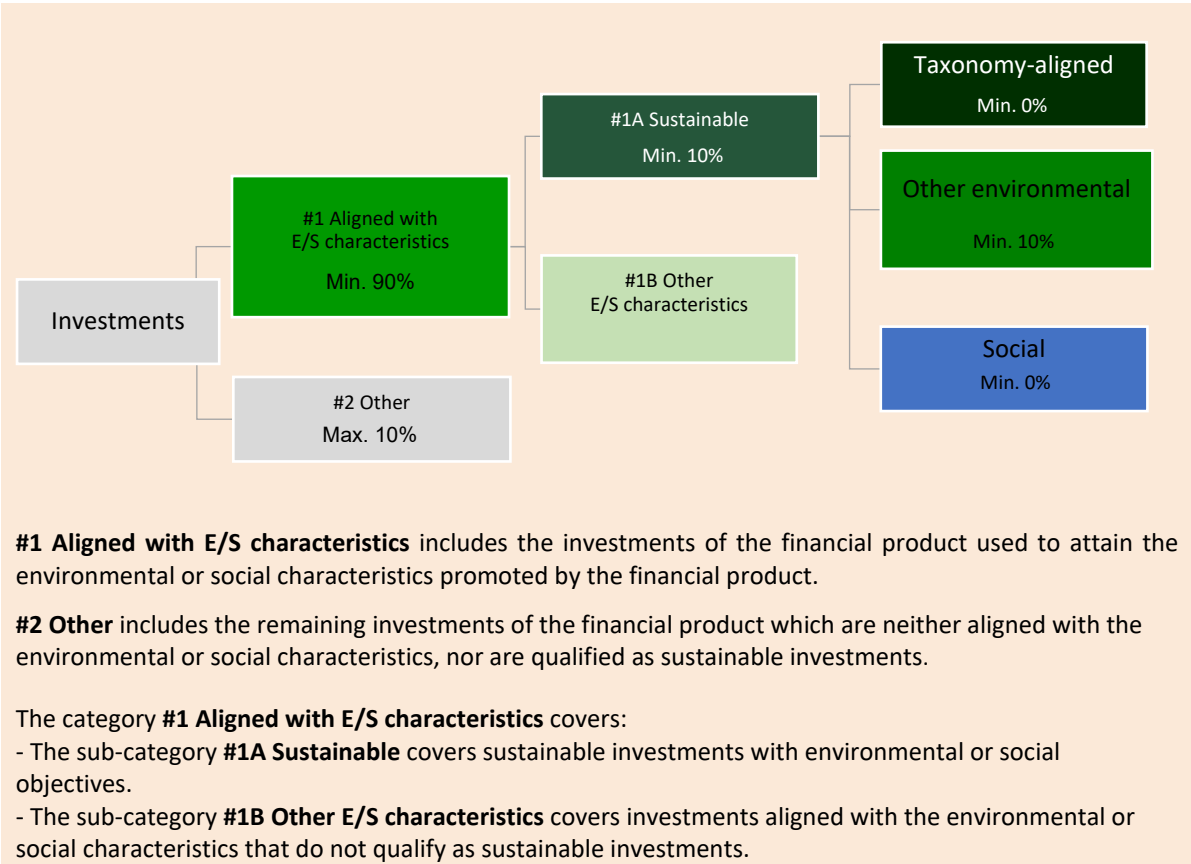 Investments
#1 Aligned with
E/S characteristics
Min. 90%
#2 Other
Max. 10%
#1A Sustainable
Min. 10%
#1B Other
E/S characteristics
Taxonomy-aligned
Min. 0%
Other environmental
Min. 10%
Social
Min. 0%
#1 Aligned with E/S characteristics includes the investments of the financial product used to attain the
environmental or social characteristics promoted by the financial product.
#2 Other includes the remaining investments of the financial product which are neither aligned with the
environmental or social characteristics, nor are qualified as sustainable investments.
The category #1 Aligned with E/S characteristics covers:
- The sub-category #1A Sustainable covers sustainable investments with environmental or social
objectives.
- The sub-category #1B Other E/S characteristics covers investments aligned with the environmental or
social characteristics that do not qualify as sustainable investments.